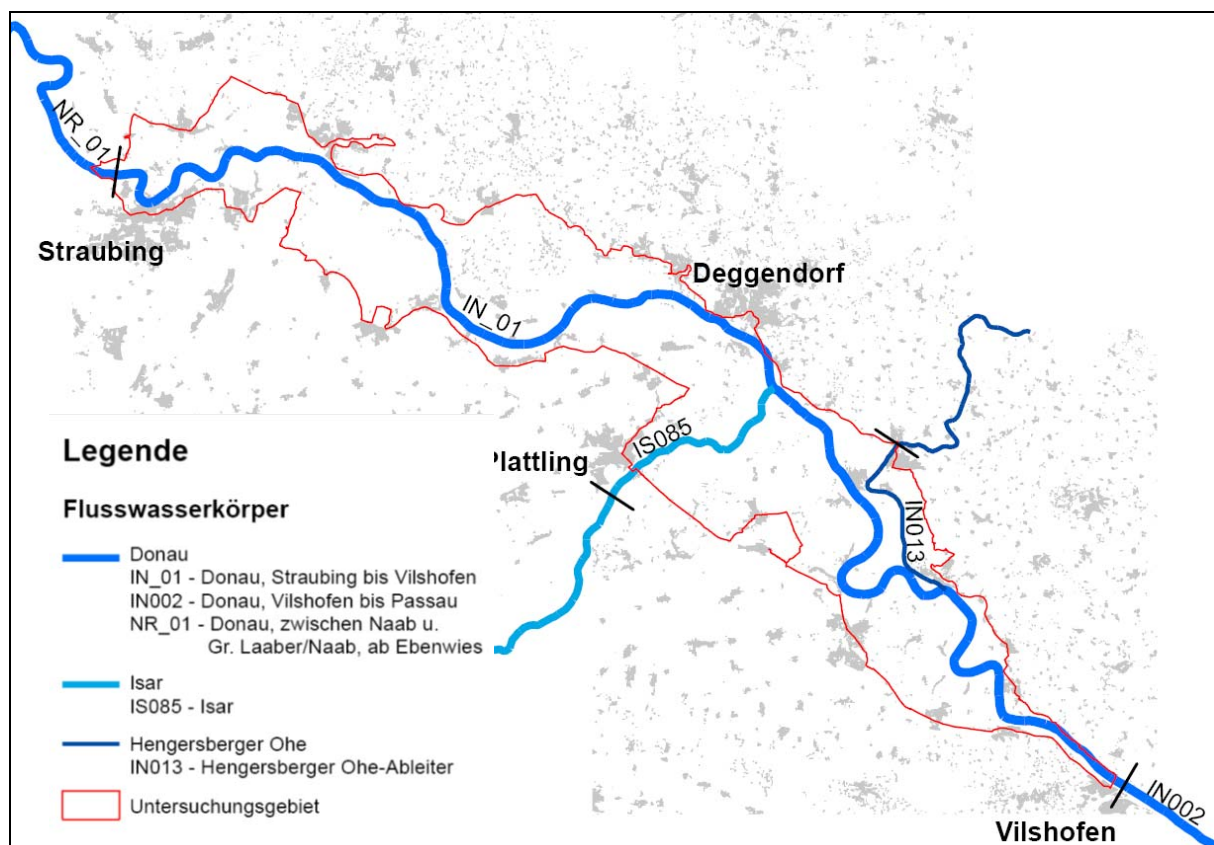 NR_01
Straubing
Deggendorf
IN_01
IS085
Plattling
IN013
Legende
Flusswasserkörper
Donau
IN_01 - Donau, Straubing bis Vilshofen
IN002 - Donau, Vilshofen bis Passau
NR_01 - Donau, zwischen Naab u.
Gr. Laaber/Naab, ab Ebenwies
Isar
IS085 - Isar
Hengersberger Ohe
IN013 - Hengersberger Ohe-Ableiter
Untersuchungsgebiet
IN002
Vilshofen